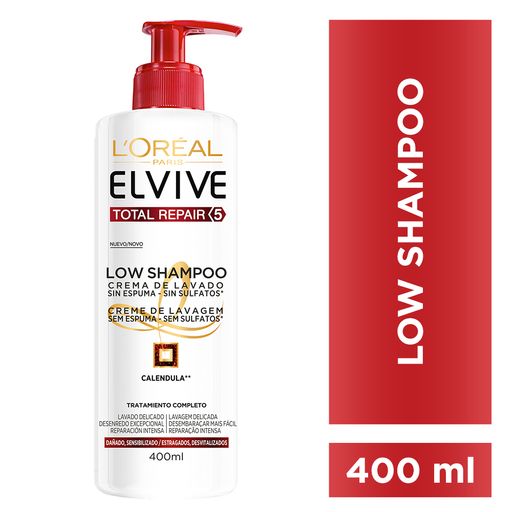 L'ORÉAL
PARIS
ELVIVE
TOTAL REPAIR 5
NUEVO/NOVO
LOW SHAMPOO
CREMA DE LAVADO
SIN ESPUMA - SIN SULFATOS*
CREME DE LAVAGEM
SEM ESPUMA - SEM SULFATOS*
CALENDULA**
TRATAMIENTO COMPLETO
LAVADO DELICADO | LAVAGEM DELICADA
DESENREDO EXCEPCIONAL | DESEMBARAÇAR MAIS FÁCIL
REPARACIÓN INTENSA | REPARAÇÃO INTENSA
DAÑADO, SENSIBILIZADO / ESTRAGADOS, DESVITALIZADOS
400ml
LOW SHAMPOO
400 ml